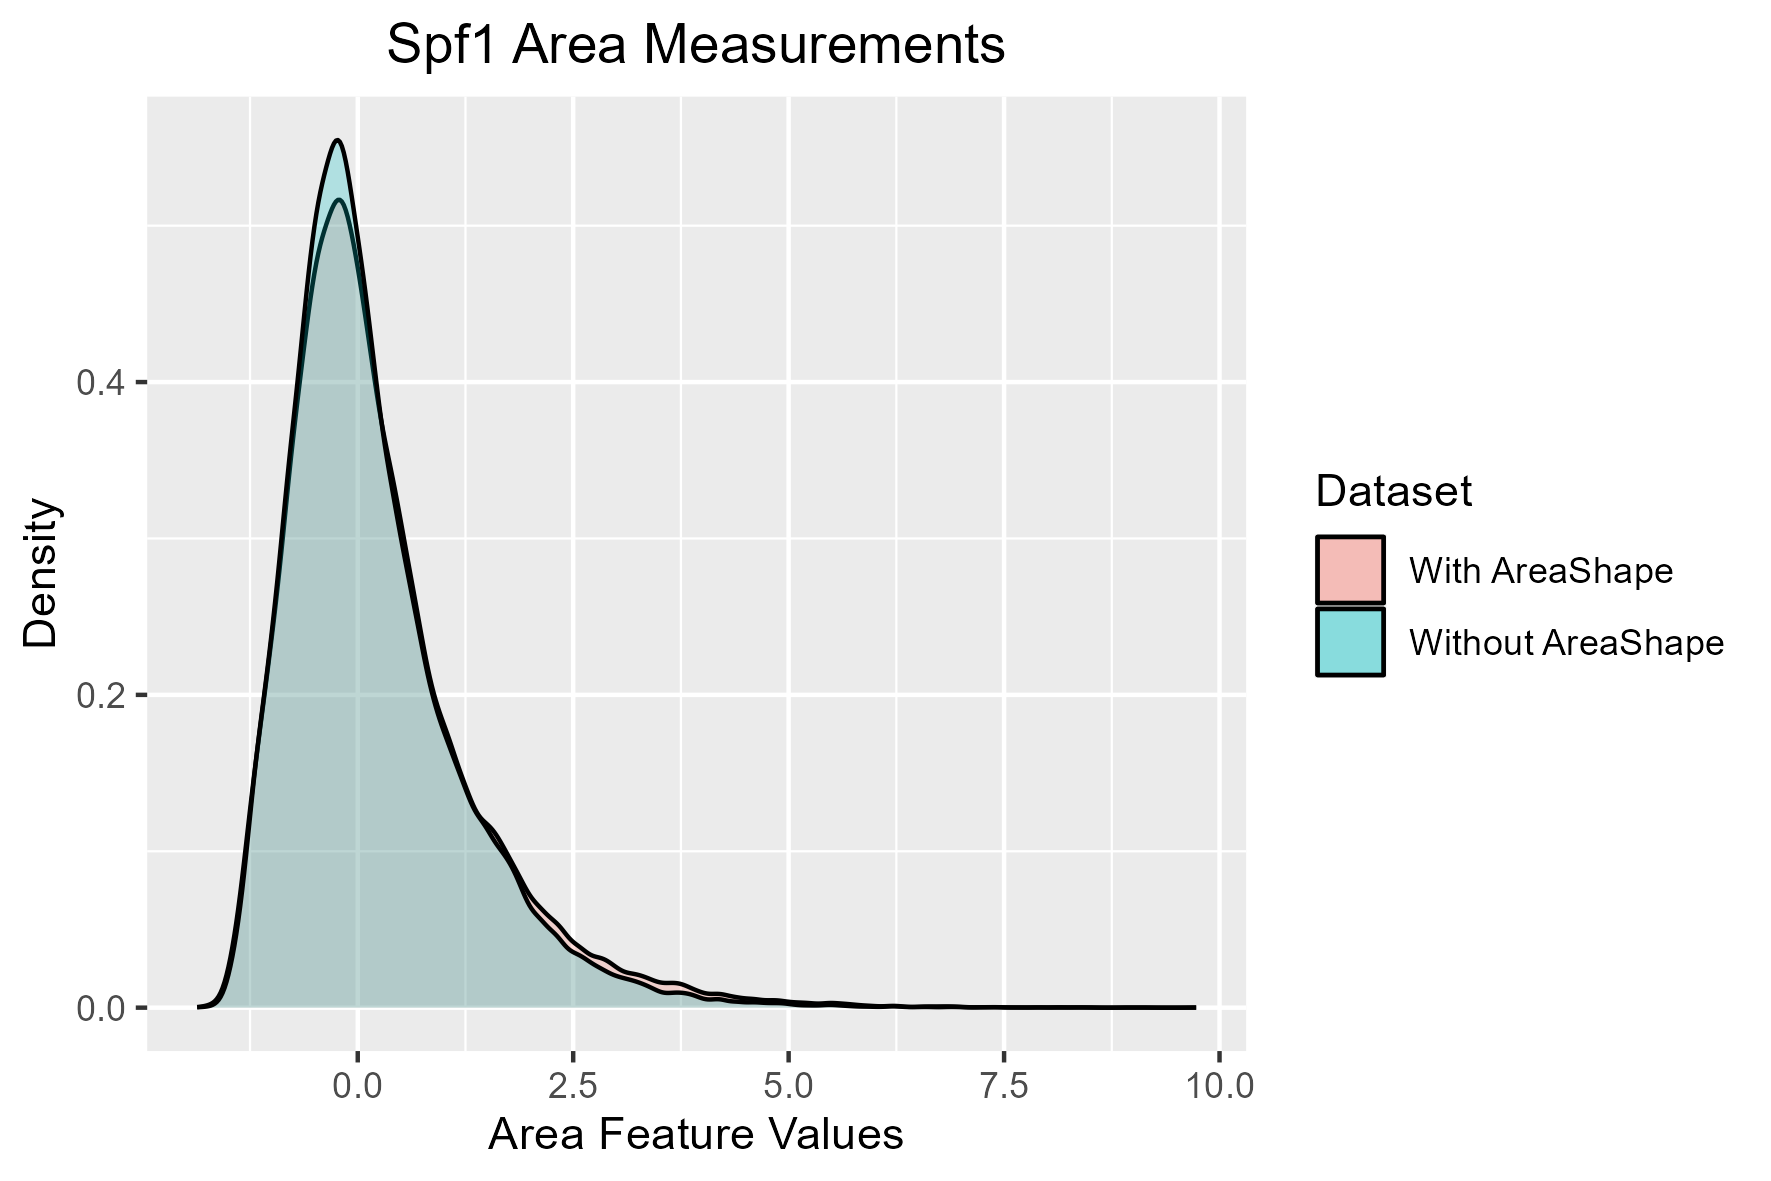 Spf1 Area Measurements
Density
0.4
0.2
0.0
0.0 2.5 5.0 7.5 10.0
Area Feature Values
Dataset
With AreaShape
Without AreaShape